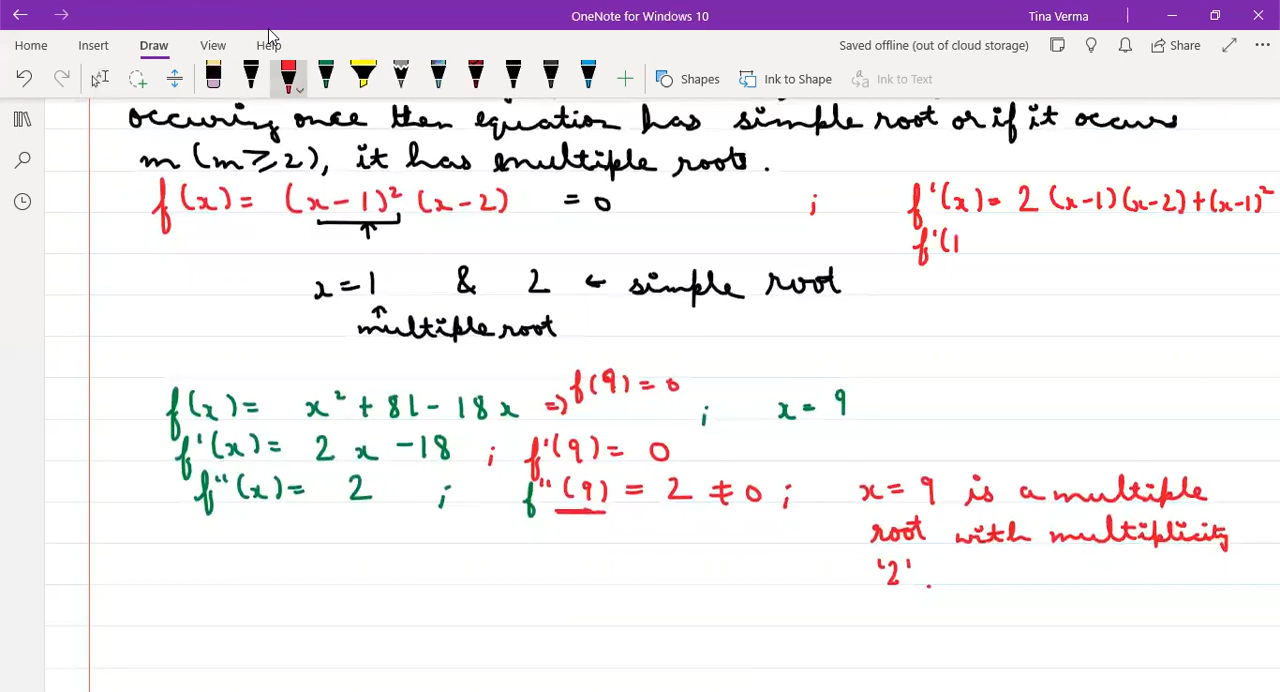 OneNote for Windows 10
Tina Verma
Home Insert Draw View Help
Saved offline (out of cloud storage) Share
Shapes Ink to Shape Ink to Text
occuring once then equation has simple root or if it occurs
m (m≥2), it has multiple roots.
f(x) = (x-1)² (x-2) = 0 ; f'(x) = 2 (x-1)(x-2)+(x-1)²
f'(1
x=1 & 2 ← simple root
↑
multiple root
f(x) = x² + 81 - 18x => f(9) = 0 ; x = 9
f'(x) = 2x - 18 ; f'(9) = 0
f''(x) = 2 ; f''(9) = 2 ≠ 0 ; x = 9 is a multiple
root with multiplicity
'2'.